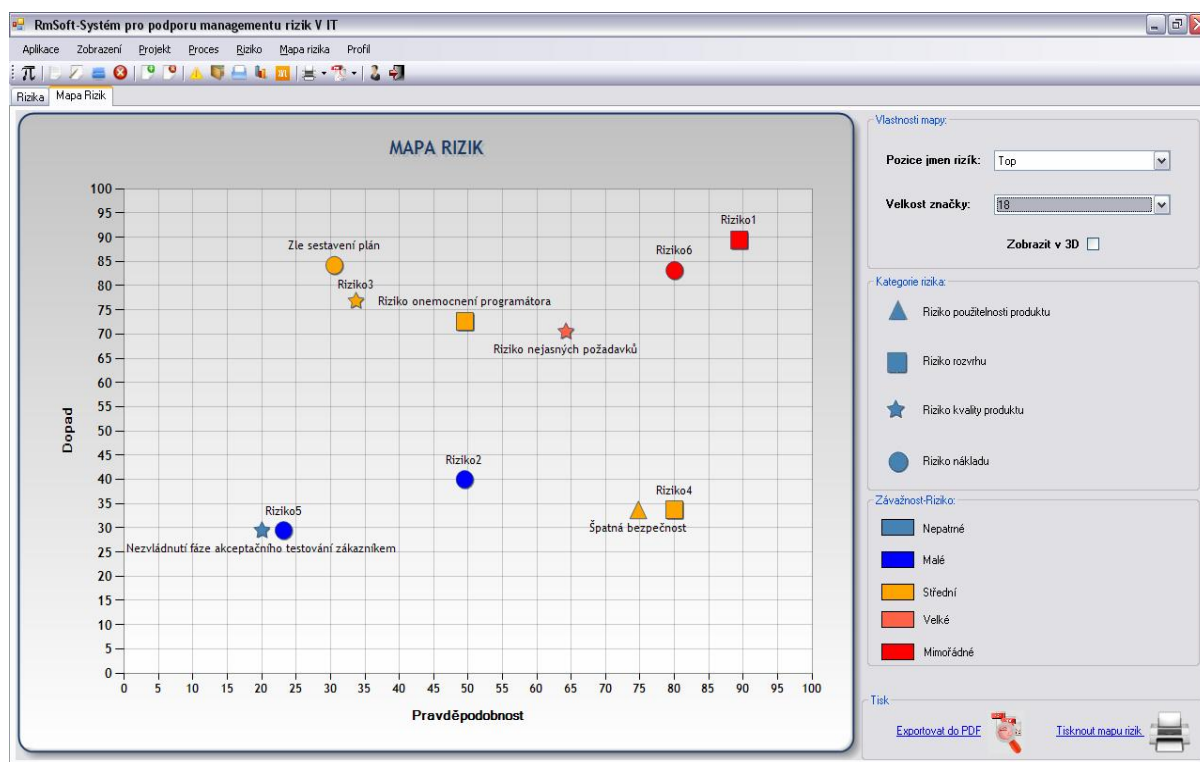 RmSoft-Systém pro podporu managementu rizik V IT
Aplikace Zobrazení Projekt Proces Riziko Mapa rizika Profil
Rizika Mapa Rizik
MAPA RIZIK
Dopad
100
95
90
85
80
75
70
65
60
55
50
45
40
35
30
25
20
15
10
5
0
Riziko1
Zle sestavení plán
Riziko6
Riziko3
Riziko onemocnení programátora
Riziko nejasných požadavků
Riziko2
Riziko4
Riziko5
Špatná bezpečnost
Nezvládnutí fáze akceptačního testování zákazníkem
0 5 10 15 20 25 30 35 40 45 50 55 60 65 70 75 80 85 90 95 100
Pravděpodobnost
Vlastnosti mapy:
Pozice jmen rizík: Top
Velkost značky: 18
Zobrazit v 3D
Kategorie rizika:
Riziko použitelnosti produktu
Riziko rozvrhu
Riziko kvality produktu
Riziko nákladu
Závažnost-Riziko:
Nepatrné
Malé
Střední
Velké
Mimořádné
Tisk
Exportovat do PDF Tisknout mapu rizik